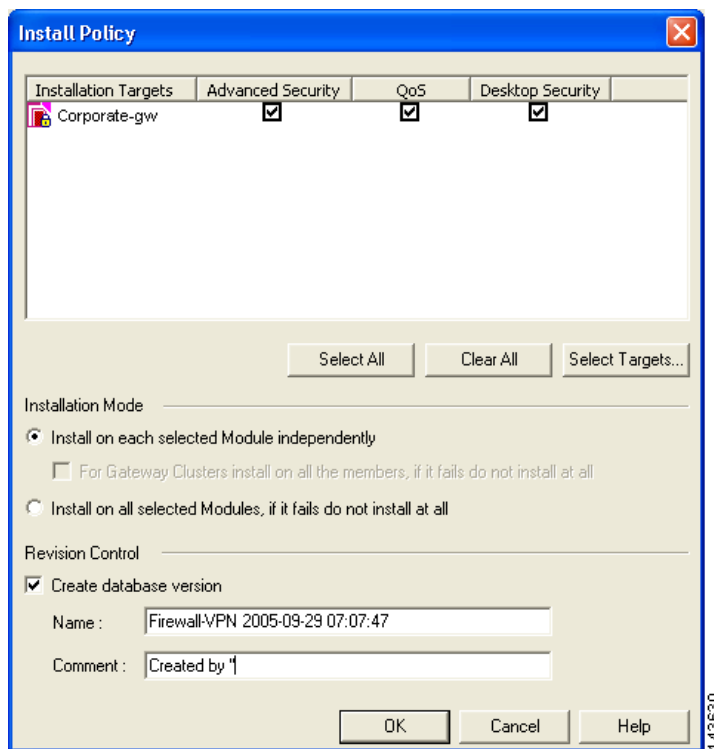 Install Policy
Installation Targets Advanced Security QoS Desktop Security
Corporate-gw
Select All Clear All Select Targets...
Installation Mode
Install on each selected Module independently
For Gateway Clusters install on all the members, if it fails do not install at all
Install on all selected Modules, if it fails do not install at all
Revision Control
Create database version
Name : Firewall-VPN 2005-09-29 07:07:47
Comment : Created by "
OK Cancel Help